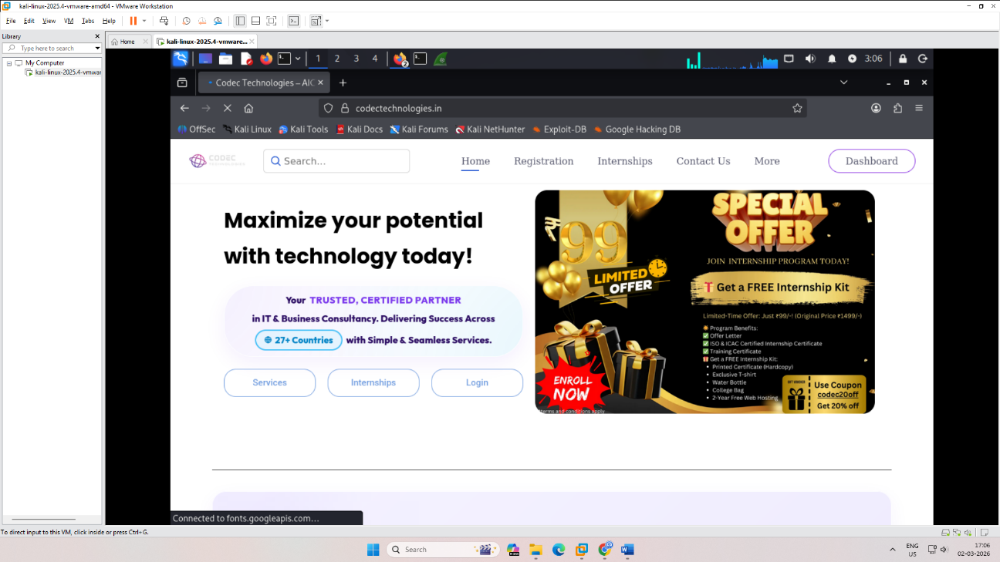 kali-linux-2025.4-vmware-amd64 - VMware Workstation
File Edit View VM Tabs Help
Library
Type here to search
My Computer
kali-linux-2025.4-vmwar
Home
kali-linux-2025.4-vmware...
1 2 3 4
2
3:06
Codec Technologies – AIC
codectechnologies.in
OffSec Kali Linux Kali Tools Kali Docs Kali Forums Kali NetHunter Exploit-DB Google Hacking DB
CODEC
TECHNOLOGIES
Search...
Home Registration Internships Contact Us More Dashboard
Maximize your potential
with technology today!
Your TRUSTED, CERTIFIED PARTNER
in IT & Business Consultancy. Delivering Success Across
27+ Countries with Simple & Seamless Services.
Services Internships Login
₹99
LIMITED
OFFER
ENROLL
NOW
terms and conditions apply
SPECIAL
OFFER
JOIN INTERNSHIP PROGRAM TODAY!
Get a FREE Internship Kit
Limited-Time Offer: Just ₹99/-! (Original Price ₹1499/-)
Program Benefits:
Offer Letter
ISO & ICAC Certified Internship Certificate
Training Certificate
Get a FREE Internship Kit:
• Printed Certificate (Hardcopy)
• Exclusive T-shirt
• Water Bottle
• College Bag
• 2-Year Free Web Hosting
Use Coupon
codec20off
Get 20% off
Connected to fonts.googleapis.com...
To direct input to this VM, click inside or press Ctrl+G.
Search
ENG
US
17:06
02-03-2026